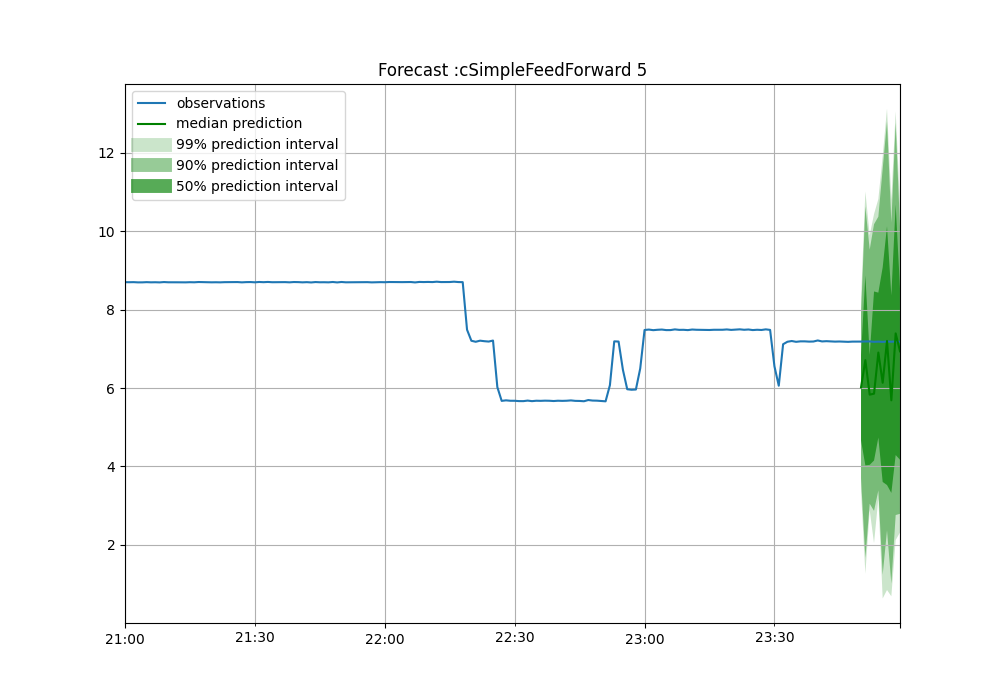 Forecast :cSimpleFeedForward 5
observations
median prediction
99% prediction interval
90% prediction interval
50% prediction interval
12
10
8
6
4
2
21:00 21:30 22:00 22:30 23:00 23:30